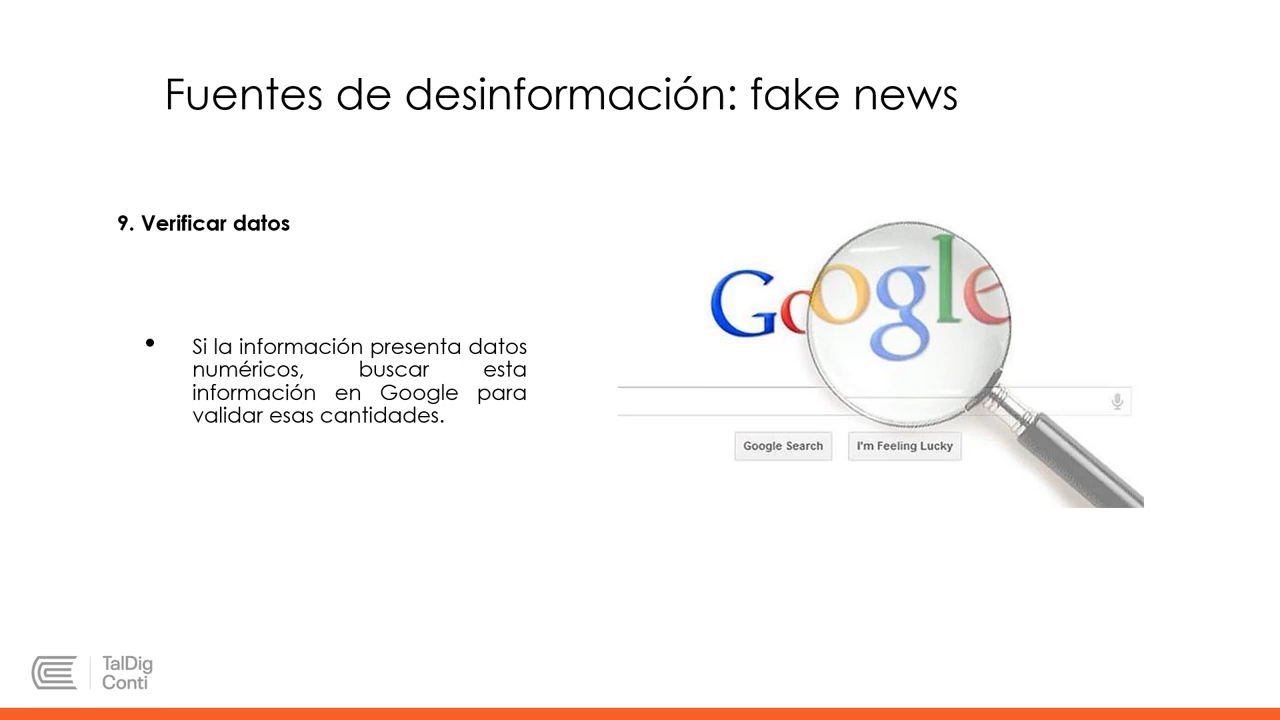 Fuentes de desinformación: fake news
9. Verificar datos
• Si la información presenta datos
numéricos, buscar esta
información en Google para
validar esas cantidades.
Google
Google Search
I'm Feeling Lucky
TalDig
Conti